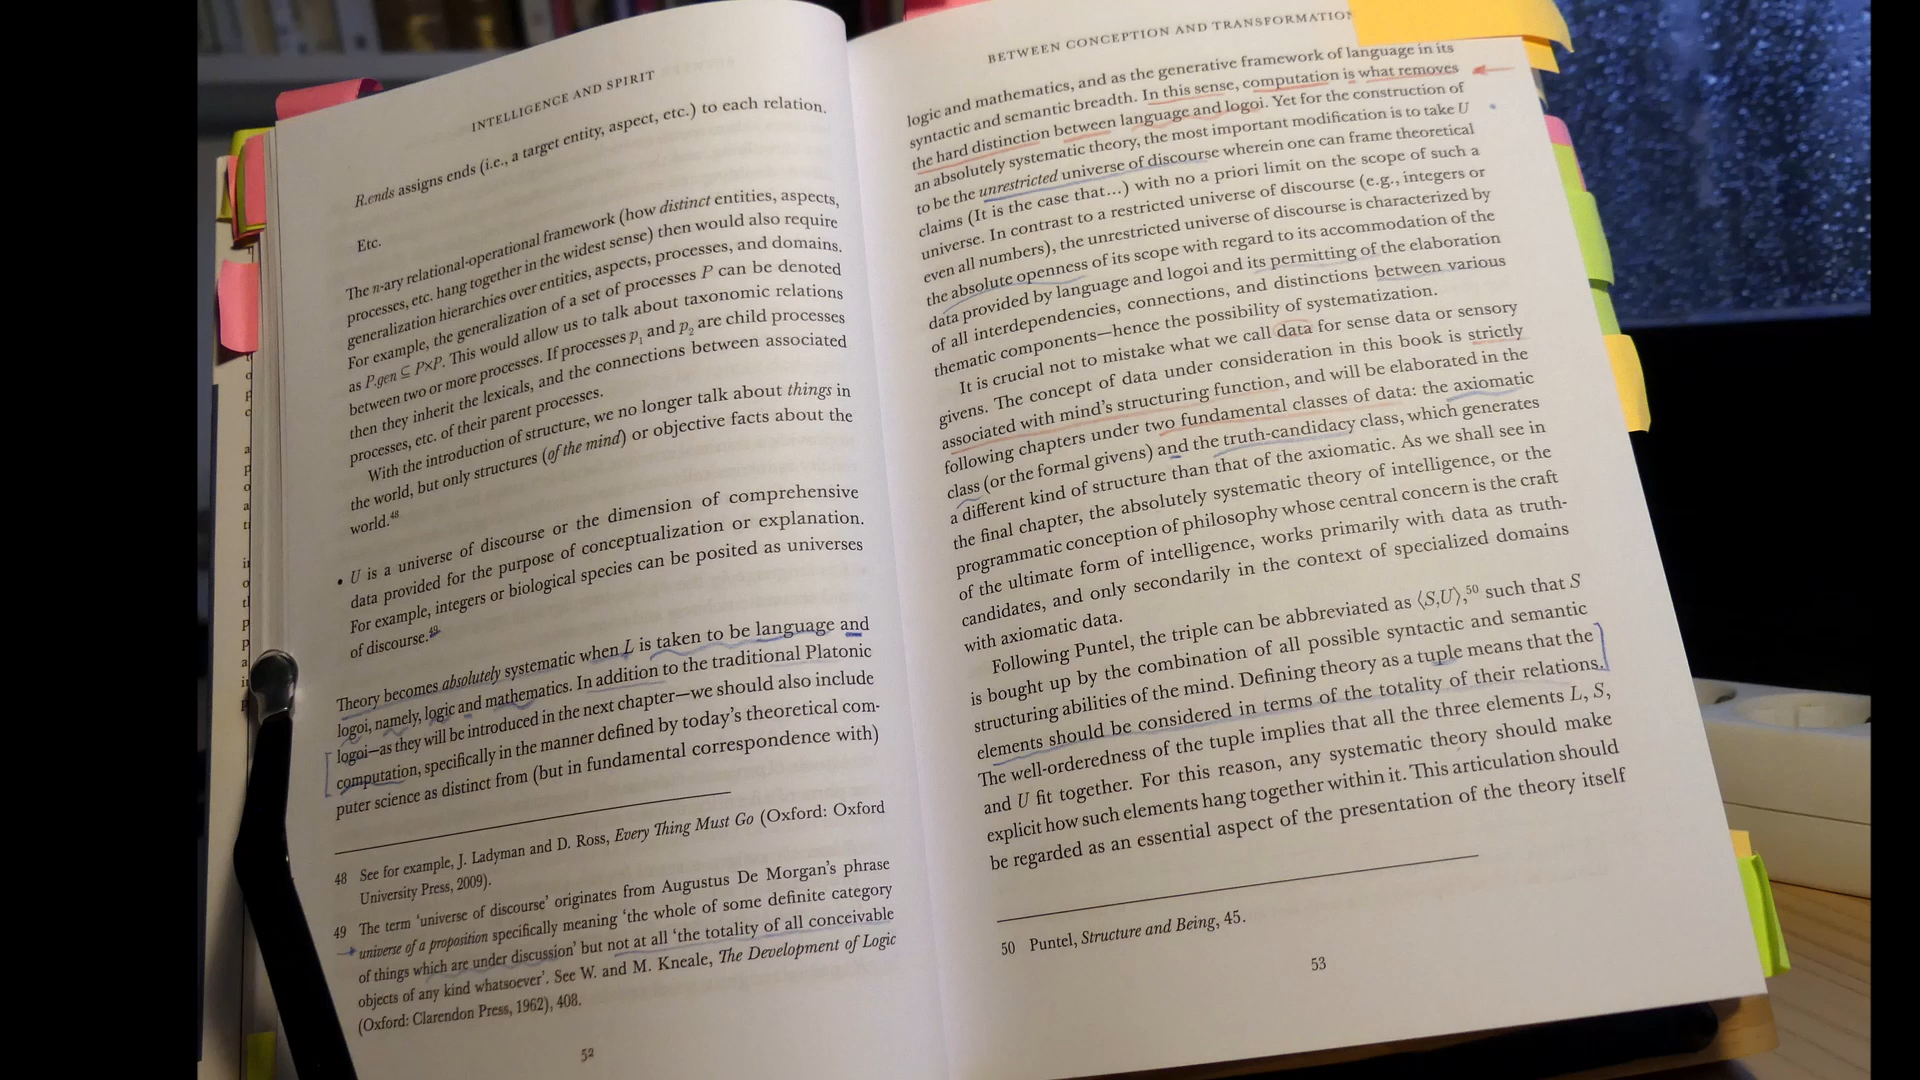 INTELLIGENCE AND SPIRIT
R.ends assigns ends (i.e., a target entity, aspect, etc.) to each relation.
Etc.
The n-ary relational-operational framework (how distinct entities, aspects,
processes, etc. hang together in the widest sense) then would also require
generalization hierarchies over entities, aspects, processes, and domains.
For example, the generalization of a set of processes P can be denoted
as P.gen ⊆ P×P. This would allow us to talk about taxonomic relations
between two or more processes. If processes p₁ and p₂ are child processes
then they inherit the lexicals, and the connections between associated
processes, etc. of their parent processes.
With the introduction of structure, we no longer talk about things in
the world, but only structures (of the mind) or objective facts about the
world.⁴⁸
• U is a universe of discourse or the dimension of comprehensive
data provided for the purpose of conceptualization or explanation.
For example, integers or biological species can be posited as universes
of discourse.⁴⁹
Theory becomes absolutely systematic when L is taken to be language and
logoi, namely, logic and mathematics. In addition to the traditional Platonic
logoi—as they will be introduced in the next chapter—we should also include
computation, specifically in the manner defined by today's theoretical com-
puter science as distinct from (but in fundamental correspondence with)
48 See for example, J. Ladyman and D. Ross, Every Thing Must Go (Oxford: Oxford
University Press, 2009).
49 The term 'universe of discourse' originates from Augustus De Morgan's phrase
universe of a proposition specifically meaning 'the whole of some definite category
of things which are under discussion' but not at all 'the totality of all conceivable
objects of any kind whatsoever'. See W. and M. Kneale, The Development of Logic
(Oxford: Clarendon Press, 1962), 408.
52
BETWEEN CONCEPTION AND TRANSFORMATION
logic and mathematics, and as the generative framework of language in its
syntactic and semantic breadth. In this sense, computation is what removes
the hard distinction between language and logoi. Yet for the construction of
an absolutely systematic theory, the most important modification is to take U
to be the unrestricted universe of discourse wherein one can frame theoretical
claims (It is the case that…) with no a priori limit on the scope of such a
universe. In contrast to a restricted universe of discourse (e.g., integers or
even all numbers), the unrestricted universe of discourse is characterized by
the absolute openness of its scope with regard to its accommodation of the
data provided by language and logoi and its permitting of the elaboration
of all interdependencies, connections, and distinctions between various
thematic components—hence the possibility of systematization.
It is crucial not to mistake what we call data for sense data or sensory
givens. The concept of data under consideration in this book is strictly
associated with mind's structuring function, and will be elaborated in the
following chapters under two fundamental classes of data: the axiomatic
class (or the formal givens) and the truth-candidacy class, which generates
a different kind of structure than that of the axiomatic. As we shall see in
the final chapter, the absolutely systematic theory of intelligence, or the
programmatic conception of philosophy whose central concern is the craft
of the ultimate form of intelligence, works primarily with data as truth-
candidates, and only secondarily in the context of specialized domains
with axiomatic data.
Following Puntel, the triple can be abbreviated as ⟨S,U⟩,⁵⁰ such that S
is bought up by the combination of all possible syntactic and semantic
structuring abilities of the mind. Defining theory as a tuple means that the
elements should be considered in terms of the totality of their relations.
The well-orderedness of the tuple implies that all the three elements L, S,
and U fit together. For this reason, any systematic theory should make
explicit how such elements hang together within it. This articulation should
be regarded as an essential aspect of the presentation of the theory itself
50 Puntel, Structure and Being, 45.
53